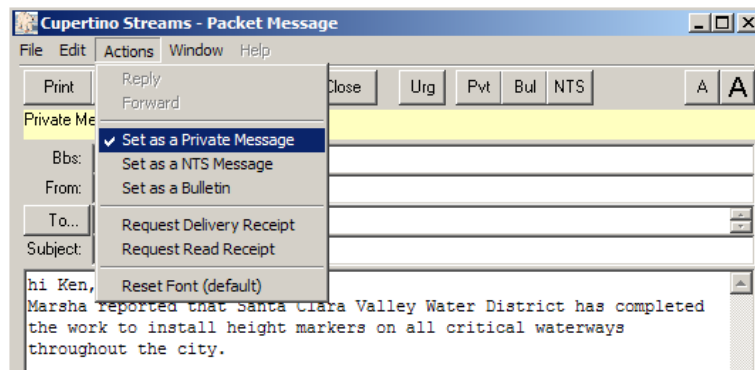 Cupertino Streams - Packet Message
File Edit Actions Window Help
Print Close Urg Pvt Bul NTS A A
Reply
Forward
Private Me
Set as a Private Message
Bbs:
Set as a NTS Message
From:
Set as a Bulletin
To...
Request Delivery Receipt
Subject:
Request Read Receipt
Reset Font (default)
hi Ken,
Marsha reported that Santa Clara Valley Water District has completed
the work to install height markers on all critical waterways
throughout the city.